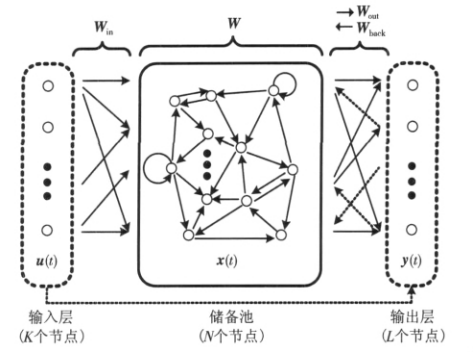 W_in
W
W_out
W_back
u(t)
x(t)
y(t)
输入层
(K个节点)
储备池
(N个节点)
输出层
(L个节点)